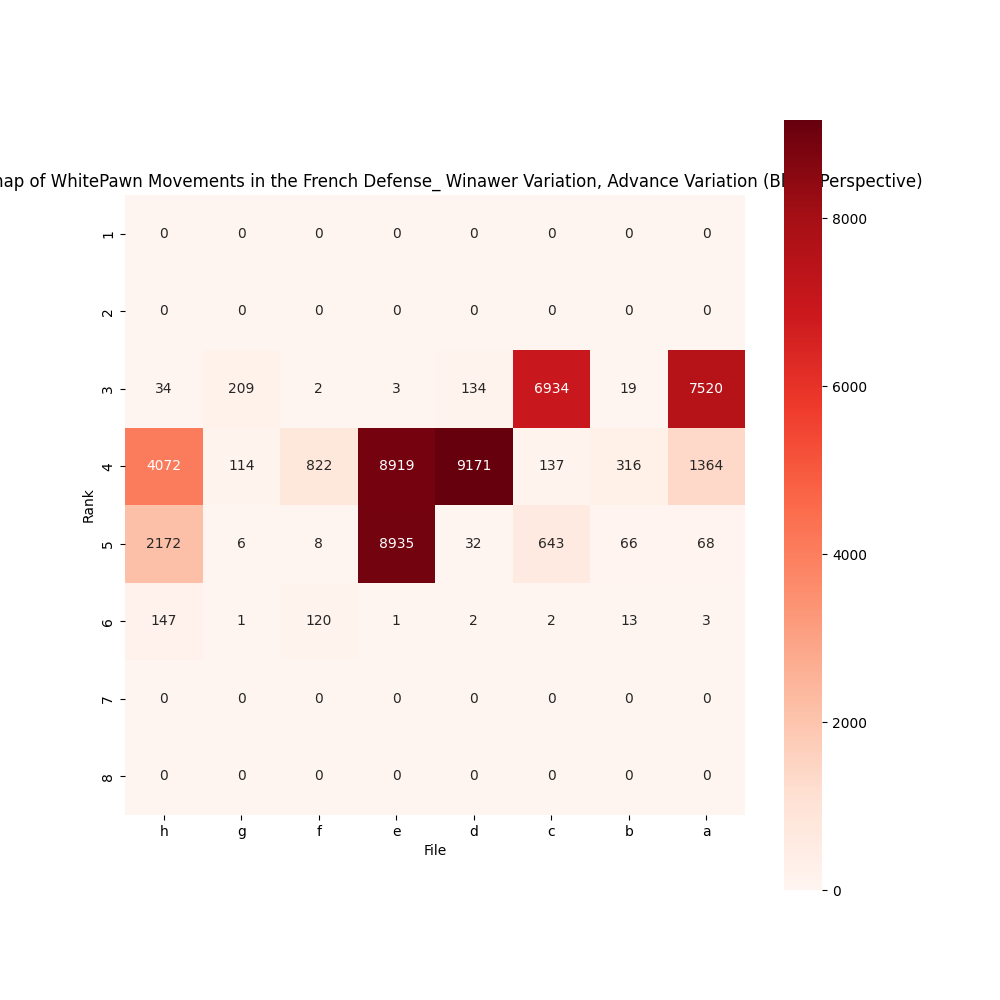 ap of WhitePawn Movements in the French Defense_ Winawer Variation, Advance Variation (Bl Perspective)
8000
1 0 0 0 0 0 0 0 0
2 0 0 0 0 0 0 0 0
3 34 209 2 3 134 6934 19 7520
6000
4 4072 114 822 8919 9171 137 316 1364
Rank
5 2172 6 8 8935 32 643 66 68
4000
6 147 1 120 1 2 2 13 3
7 0 0 0 0 0 0 0 0
2000
8 0 0 0 0 0 0 0 0
h g f e d c b a
File
0